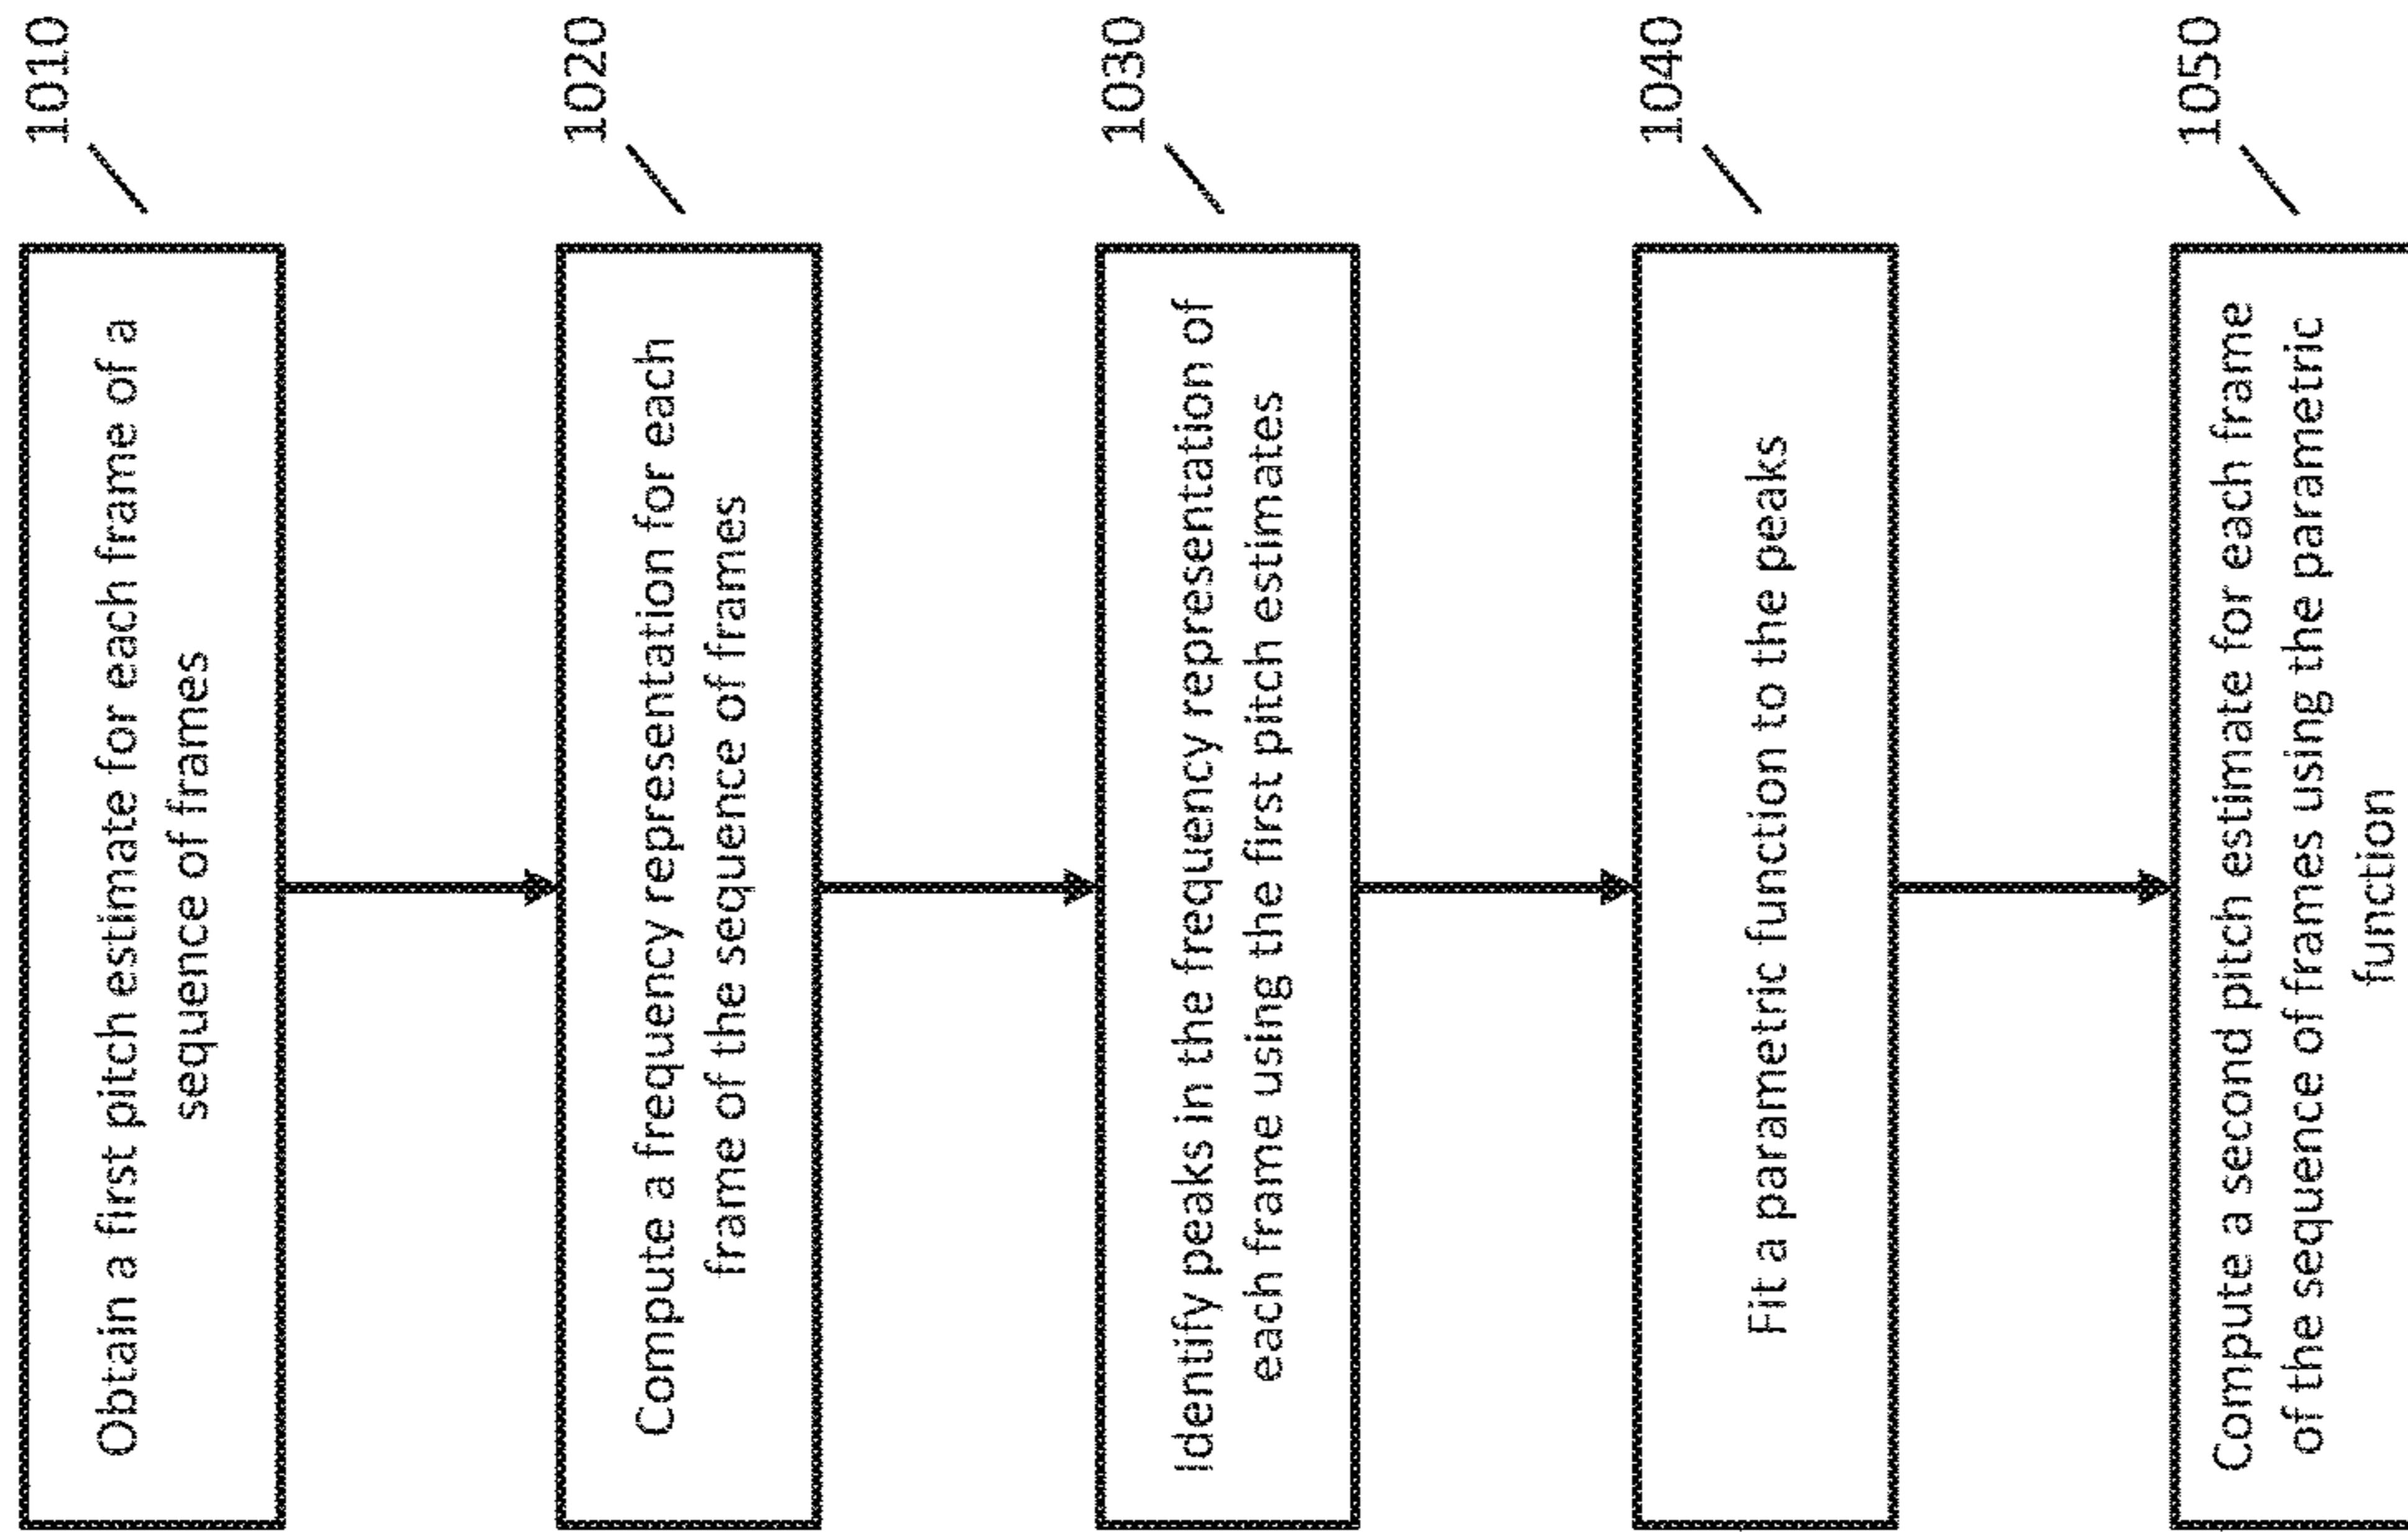 1010
Obtain a first pitch estimate for each frame of a
sequence of frames
1020
Compute a frequency representation for each
frame of the sequence of frames
1030
Identify peaks in the frequency representation of
each frame using the first pitch estimates
1040
Fit a parametric function to the peaks
1050
Compute a second pitch estimate for each frame
of the sequence of frames using the parametric
function